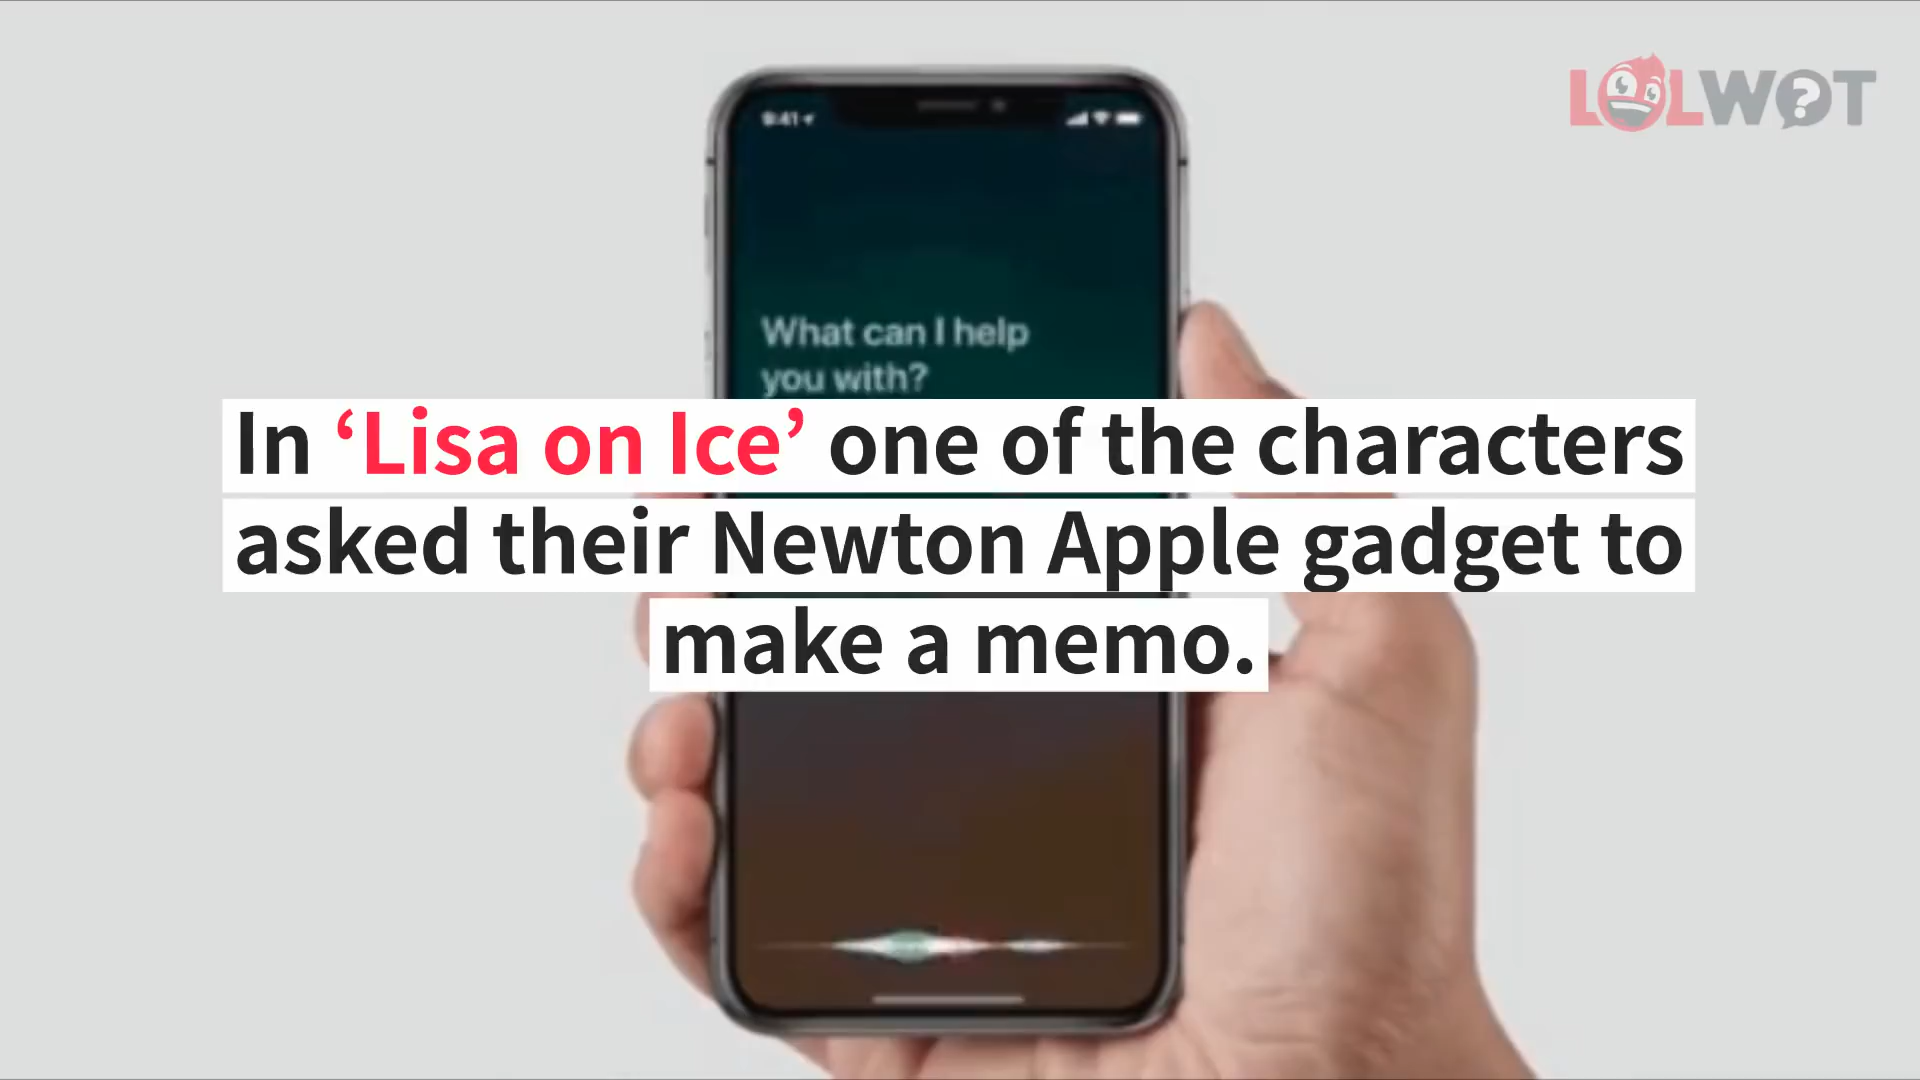 LOLWOT
9:41
What can I help
you with?
In ‘Lisa on Ice’ one of the characters
asked their Newton Apple gadget to
make a memo.